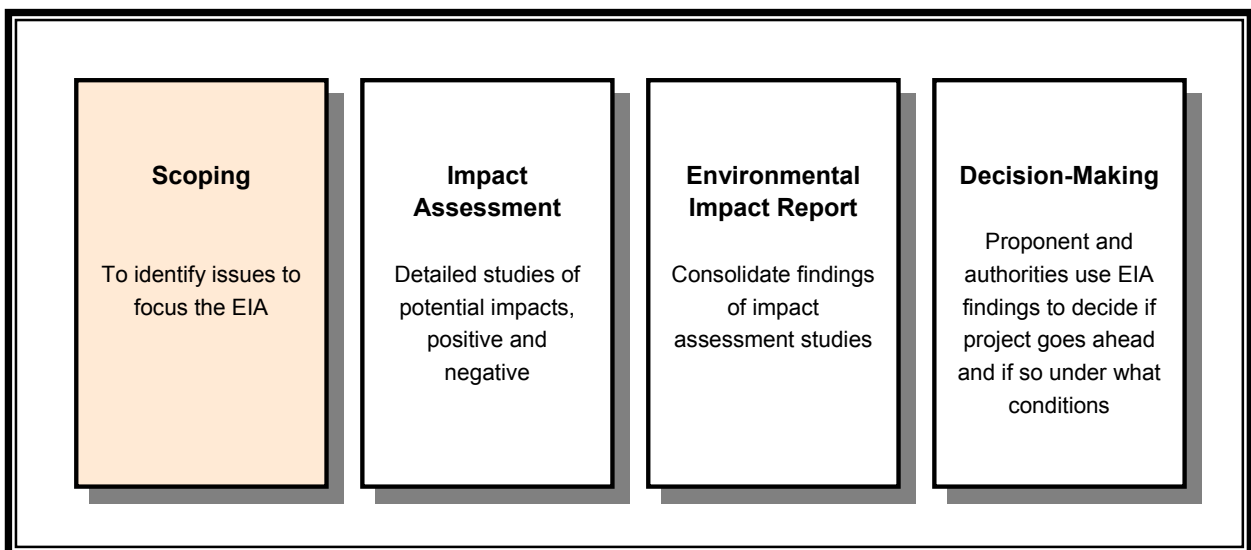 Scoping
To identify issues to
focus the EIA
Impact
Assessment
Detailed studies of
potential impacts,
positive and
negative
Environmental
Impact Report
Consolidate findings
of impact
assessment studies
Decision-Making
Proponent and
authorities use EIA
findings to decide if
project goes ahead
and if so under what
conditions